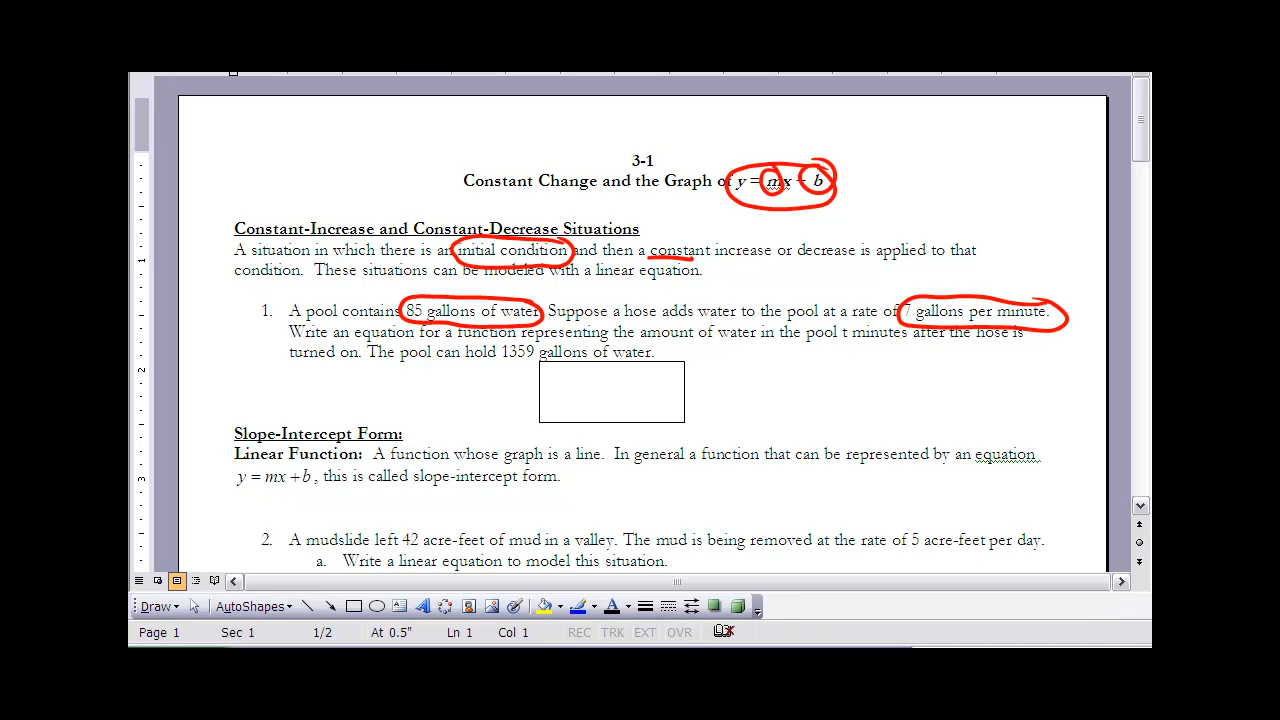 3-1
Constant Change and the Graph of y = mx + b
Constant-Increase and Constant-Decrease Situations
A situation in which there is an initial condition and then a constant increase or decrease is applied to that
condition. These situations can be modeled with a linear equation.
1. A pool contains 85 gallons of water. Suppose a hose adds water to the pool at a rate of 7 gallons per minute.
Write an equation for a function representing the amount of water in the pool t minutes after the hose is
turned on. The pool can hold 1359 gallons of water.
Slope-Intercept Form:
Linear Function: A function whose graph is a line. In general a function that can be represented by an equation
y = mx + b, this is called slope-intercept form.
2. A mudslide left 42 acre-feet of mud in a valley. The mud is being removed at the rate of 5 acre-feet per day.
a. Write a linear equation to model this situation.
1
2
3
Draw AutoShapes A
Page 1 Sec 1 1/2 At 0.5" Ln 1 Col 1 REC TRK EXT OVR